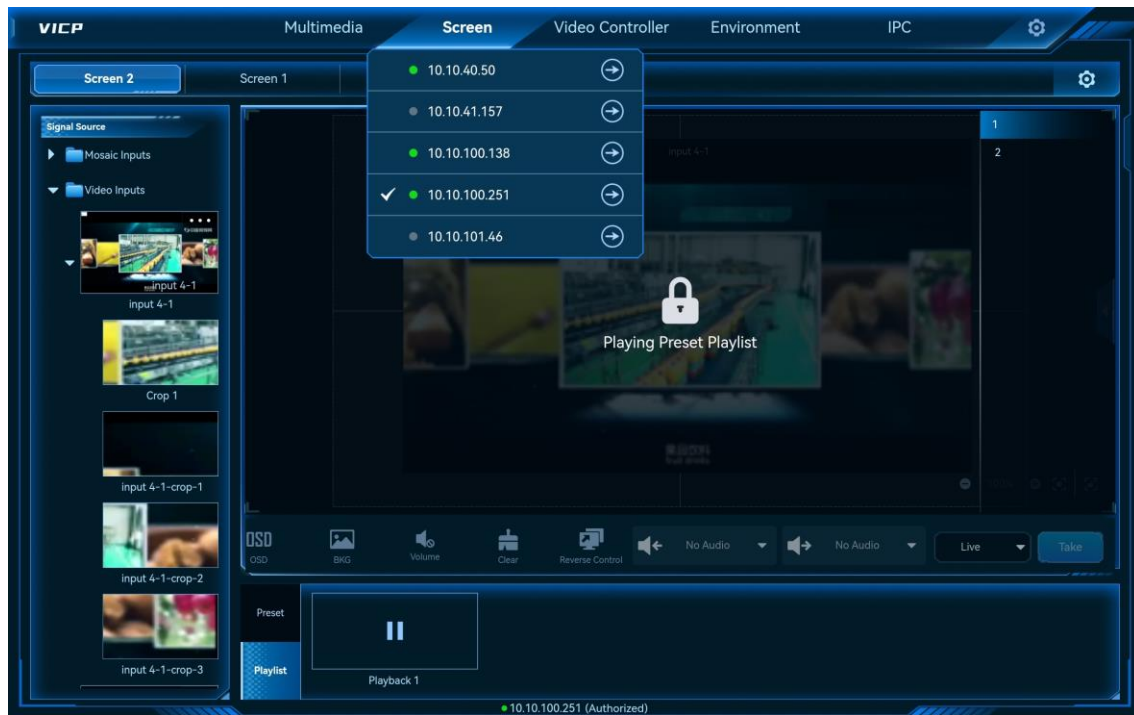 VICP
Multimedia
Screen
Video Controller
Environment
IPC
Screen 2
Screen 1
10.10.40.50
10.10.41.157
10.10.100.138
10.10.100.251
10.10.101.46
Signal Source
Mosaic Inputs
Video Inputs
input 4-1
input 4-1
Crop 1
input 4-1-crop-1
input 4-1-crop-2
input 4-1-crop-3
input 4-1
Playing Preset Playlist
1
2
OSD
OSD
BKG
Volume
Clear
Reverse Control
No Audio
No Audio
Live
Take
Preset
Playlist
Playback 1
10.10.100.251 (Authorized)